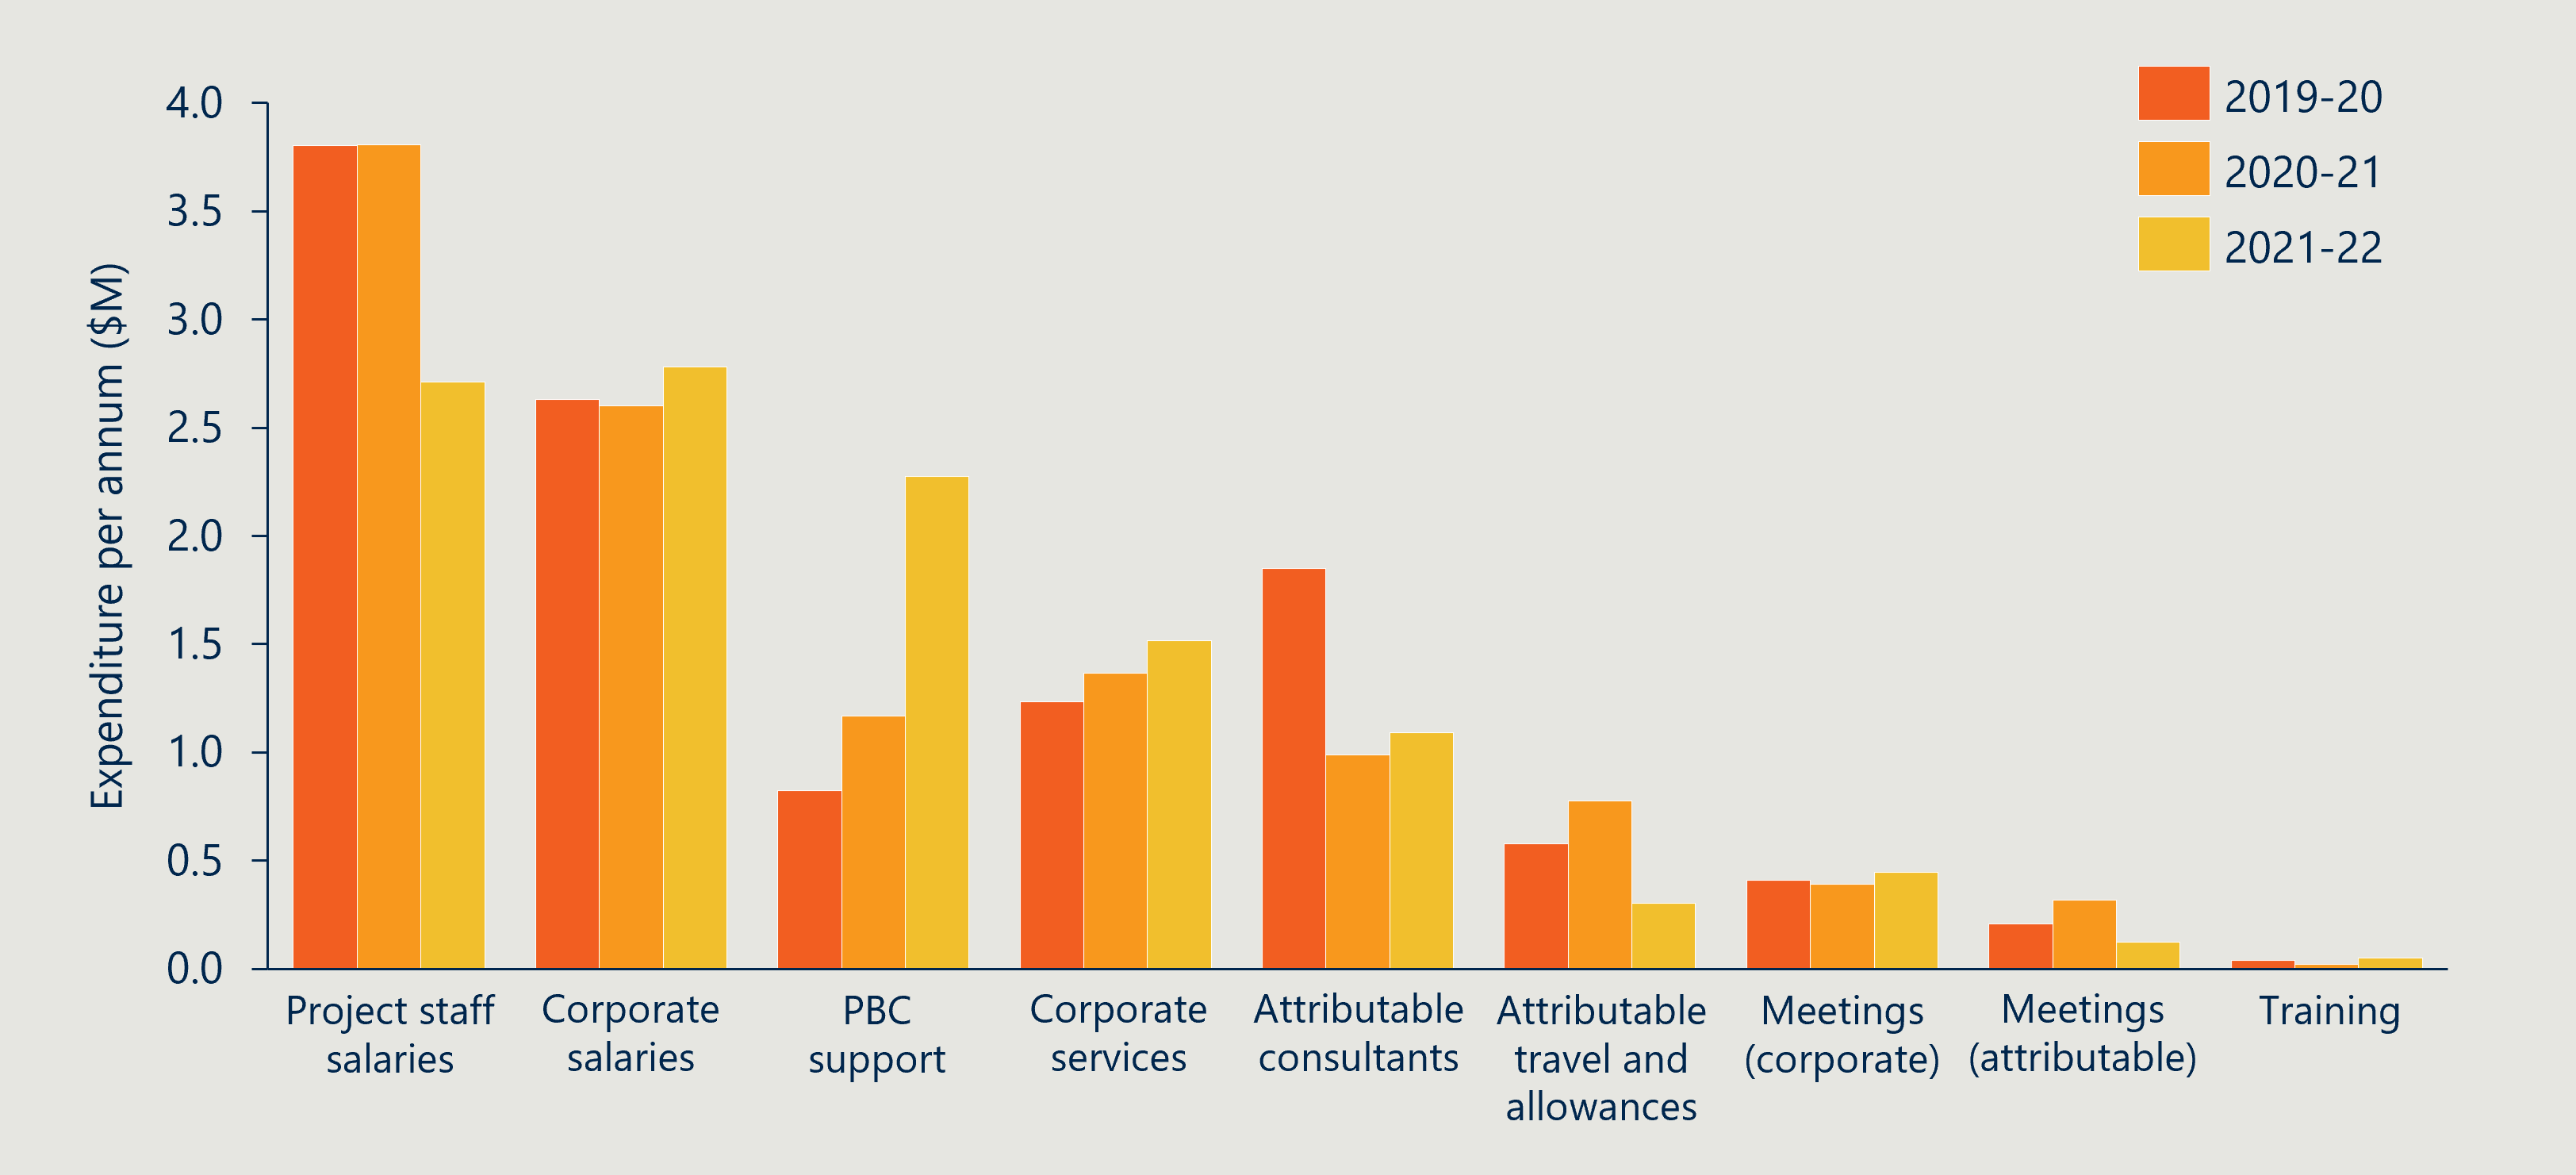 2019-20
2020-21
2021-22
Expenditure per annum ($M)
4.0
3.5
3.0
2.5
2.0
1.5
1.0
0.5
0.0
Project staff
salaries
Corporate
salaries
PBC
support
Corporate
services
Attributable
consultants
Attributable
travel and
allowances
Meetings
(corporate)
Meetings
(attributable)
Training